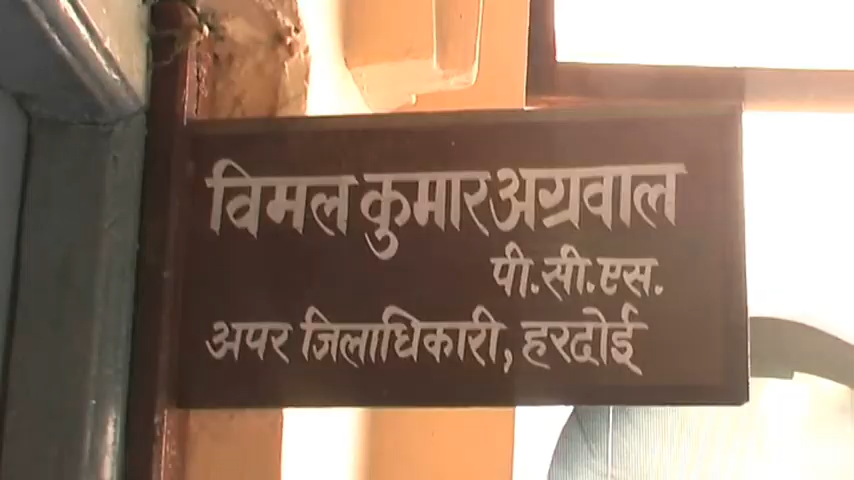 विमल कुमार अग्रवाल
पी.सी.एस.
अपर जिलाधिकारी, हरदोई